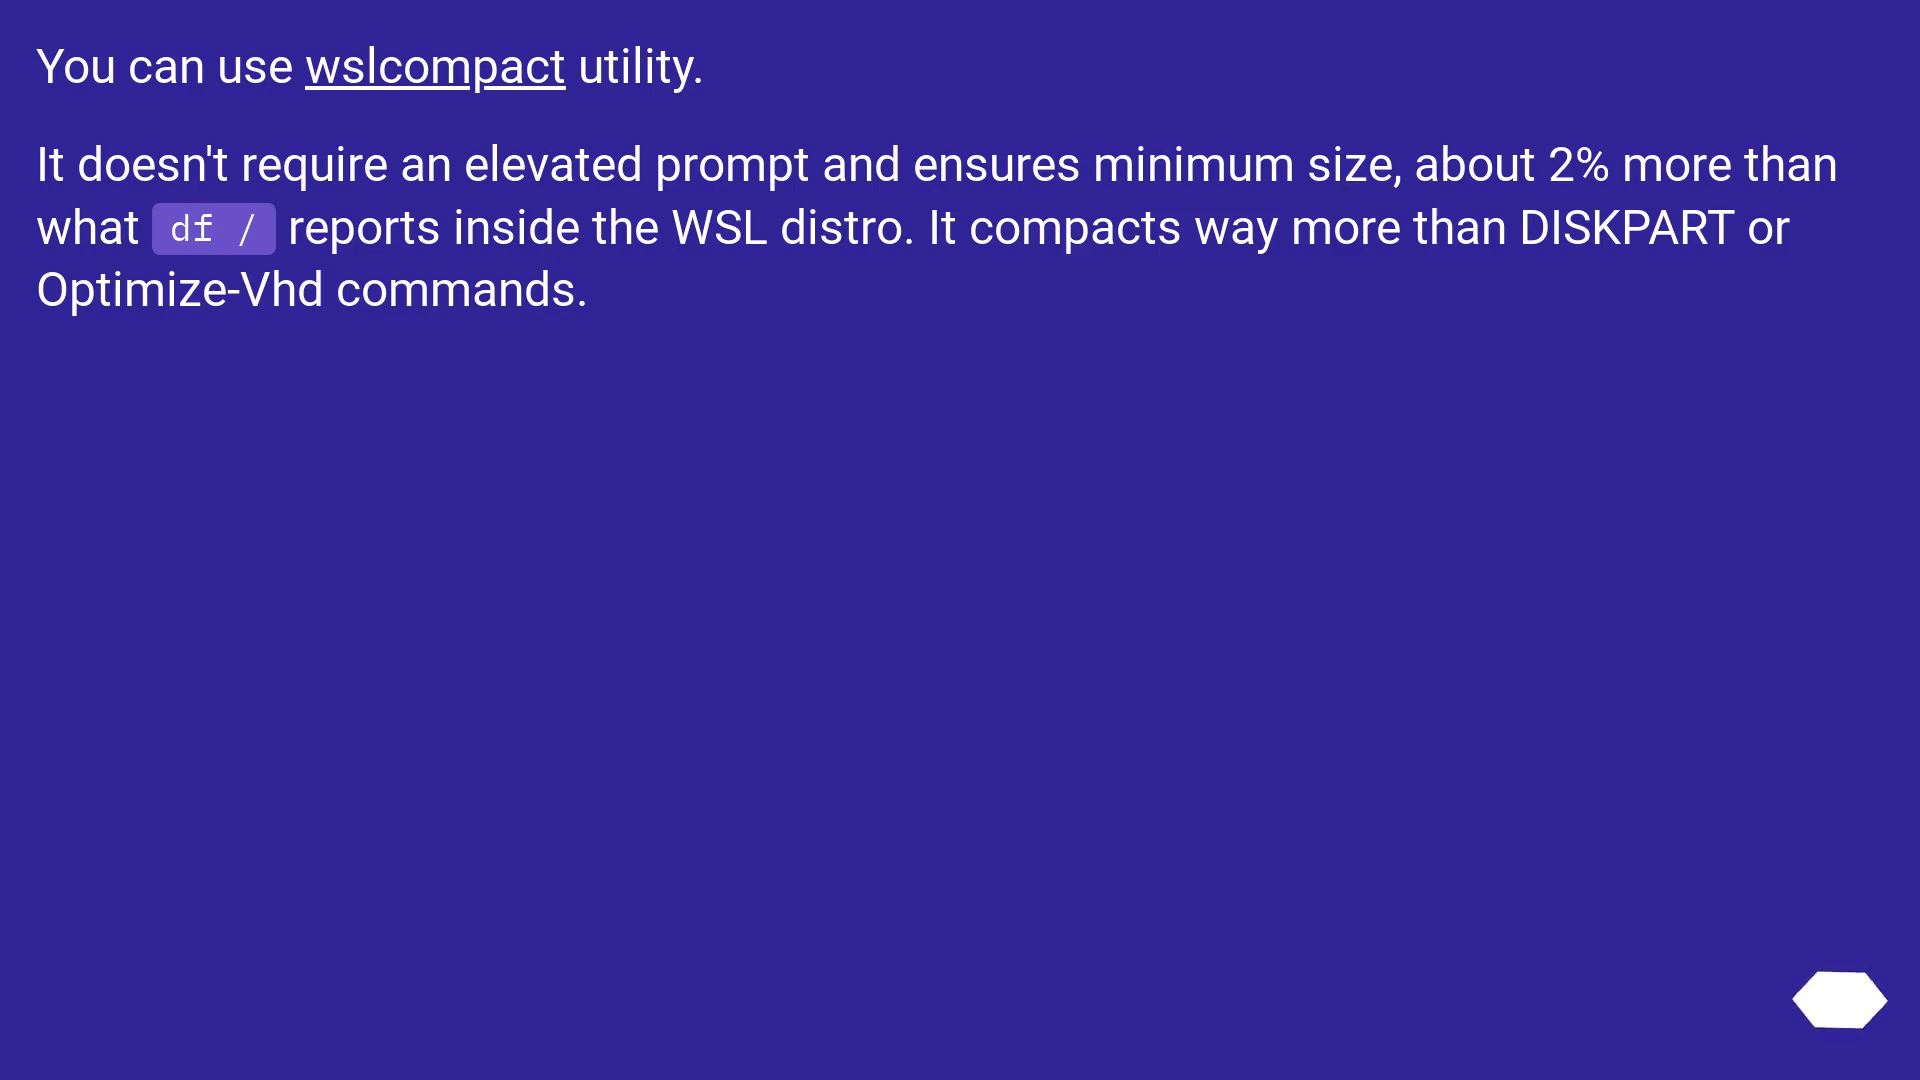 You can use wslcompact utility.
It doesn't require an elevated prompt and ensures minimum size, about 2% more than
what df / reports inside the WSL distro. It compacts way more than DISKPART or
Optimize-Vhd commands.